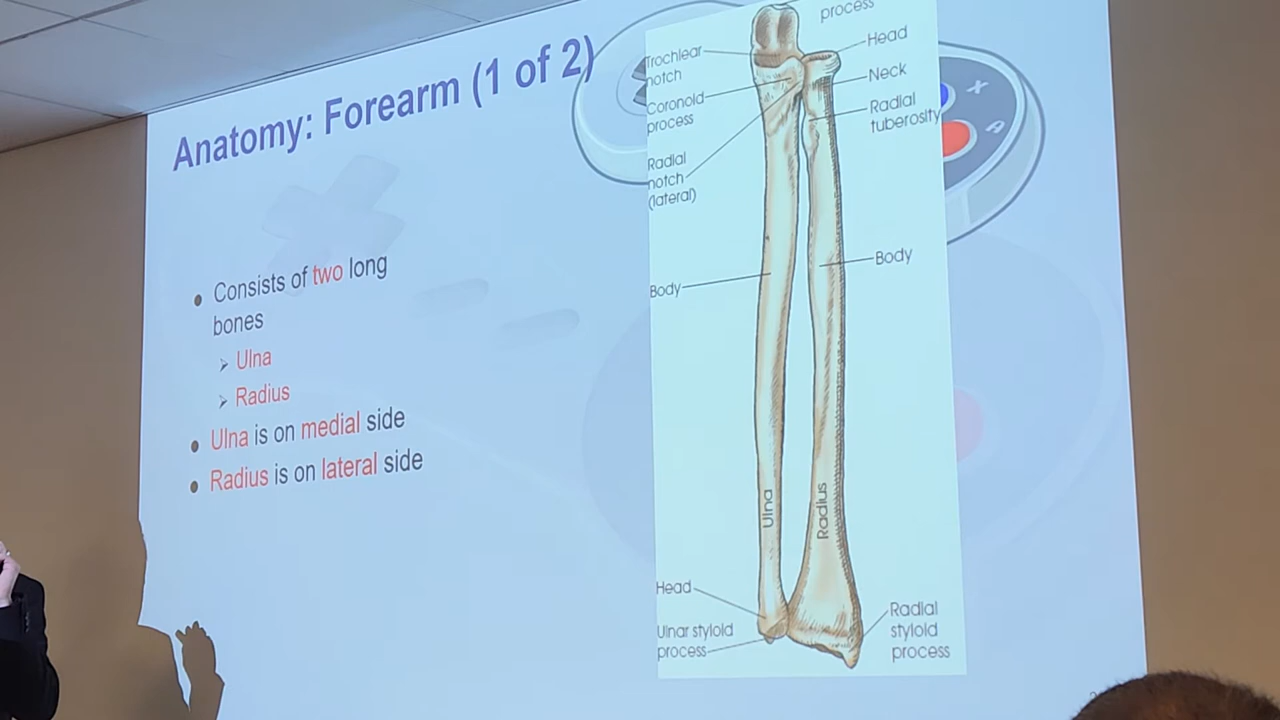 Anatomy: Forearm (1 of 2)
Consists of two long
bones
Ulna
Radius
Ulna is on medial side
Radius is on lateral side
process
Trochlear
notch
Coronoid
process
Radial
notch
(lateral)
Head
Neck
Radial
tuberosity
Body
Body
Ulna
Radius
Head
Ulnar styloid
process
Radial
styloid
process
X
A